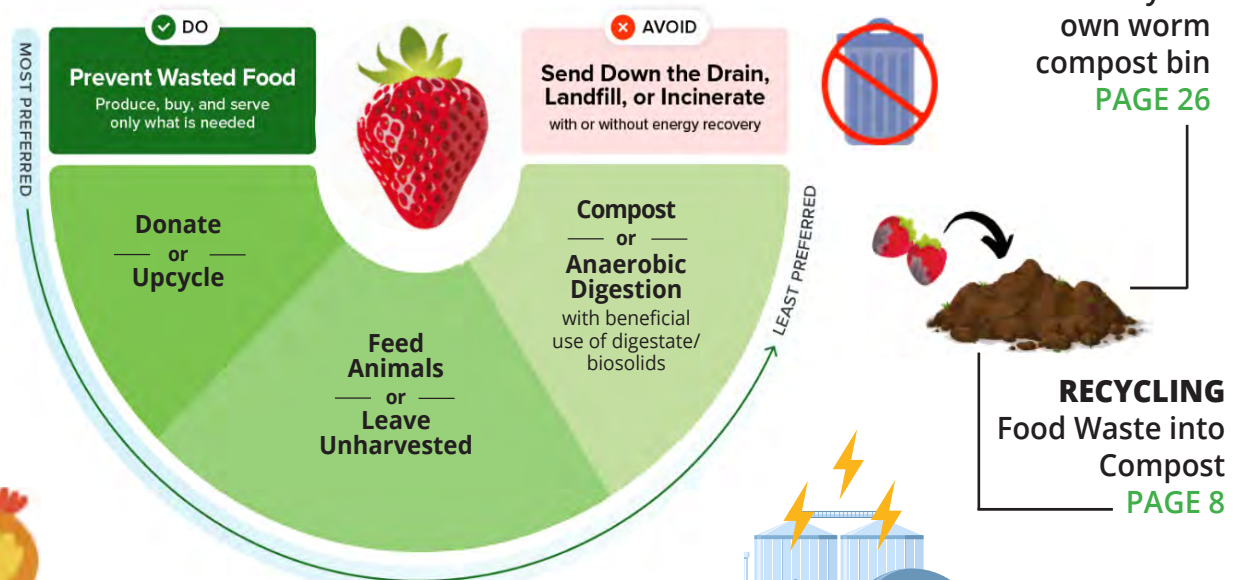 DO
Prevent Wasted Food
Produce, buy, and serve
only what is needed
AVOID
Send Down the Drain,
Landfill, or Incinerate
with or without energy recovery
MOST PREFERRED
Donate
or
Upcycle
Feed
Animals
or
Leave
Unharvested
Compost
or
Anaerobic
Digestion
with beneficial
use of digestate/
biosolids
LEAST PREFERRED
own worm
compost bin
PAGE 26
RECYCLING
Food Waste into
Compost
PAGE 8